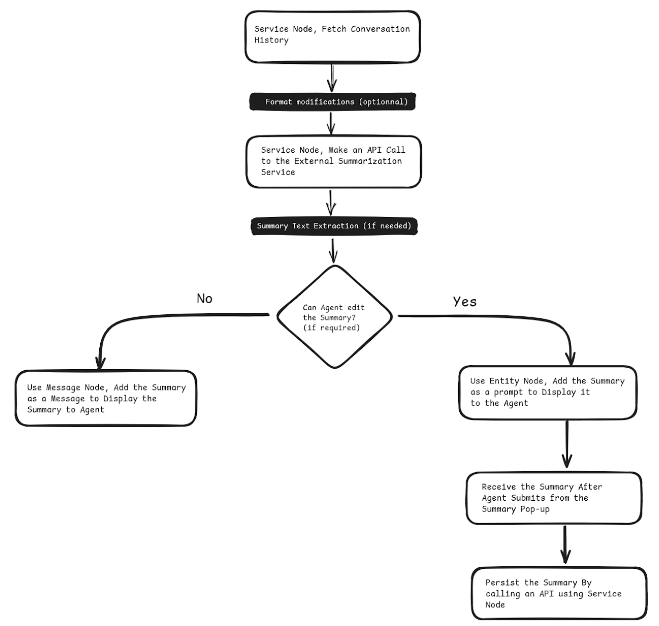 Service Node, Fetch Conversation
History
Format modifications (optionnal)
Service Node, Make an API Call
to the External Summarization
Service
Summary Text Extraction (if needed)
Can Agent edit
the Summary?
(if required)
No
Yes
Use Message Node, Add the Summary
as a Message to Display the
Summary to Agent
Use Entity Node, Add the Summary
as a prompt to Display it
to the Agent
Receive the Summary After
Agent Submits from the
Summary Pop-up
Persist the Summary By
calling an API using Service
Node